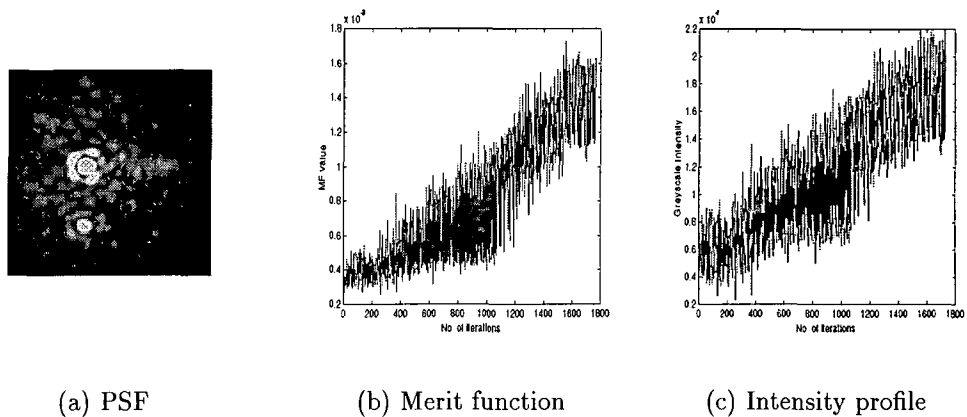 x 10⁻³
1.8
1.6
1.4
1.2
1
0.8
0.6
0.4
0.2
MF Value
0 200 400 600 800 1000 1200 1400 1600 1800
No of Iterations
x 10⁴
2.2
2
1.8
1.6
1.4
1.2
1
0.8
0.6
0.4
0.2
Greyscale Intensity
0 200 400 600 800 1000 1200 1400 1600 1800
No of Iterations
(a) PSF (b) Merit function (c) Intensity profile